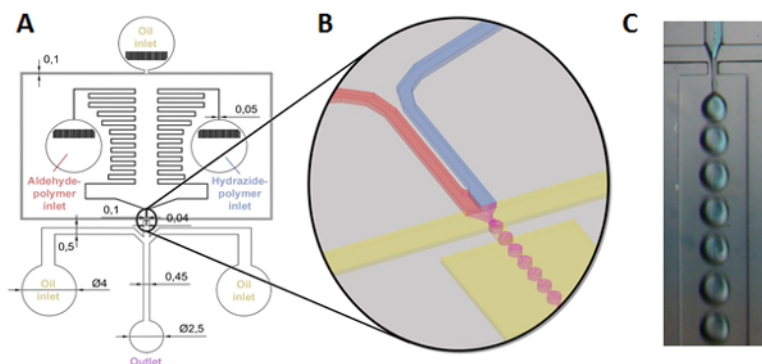 A
B
C
Oil
inlet
0,1
0,05
Aldehyde-
polymer
inlet
Hydrazide-
polymer
inlet
0,1
0,04
0,5
Oil
inlet
Ø4
0,45
Oil
inlet
Ø2,5
Outlet